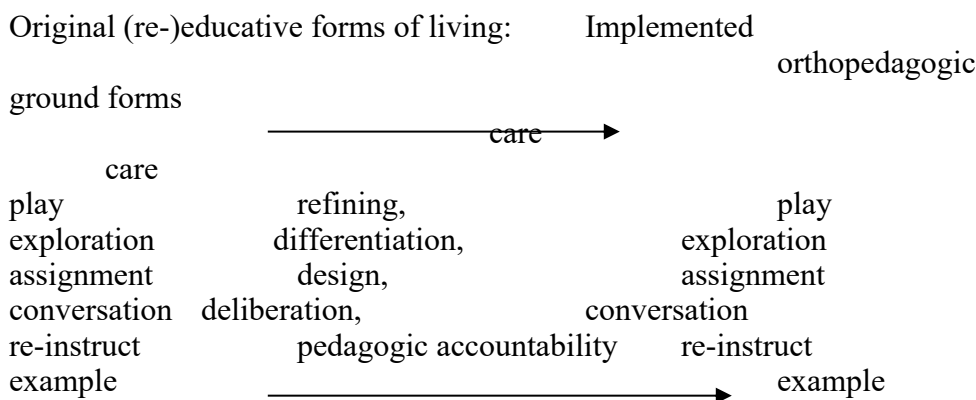 Original (re-)educative forms of living: Implemented
orthopedagogic
ground forms
care
care
play refining, play
exploration differentiation, exploration
assignment design, assignment
conversation deliberation, conversation
re-instruct pedagogic accountability re-instruct
example example